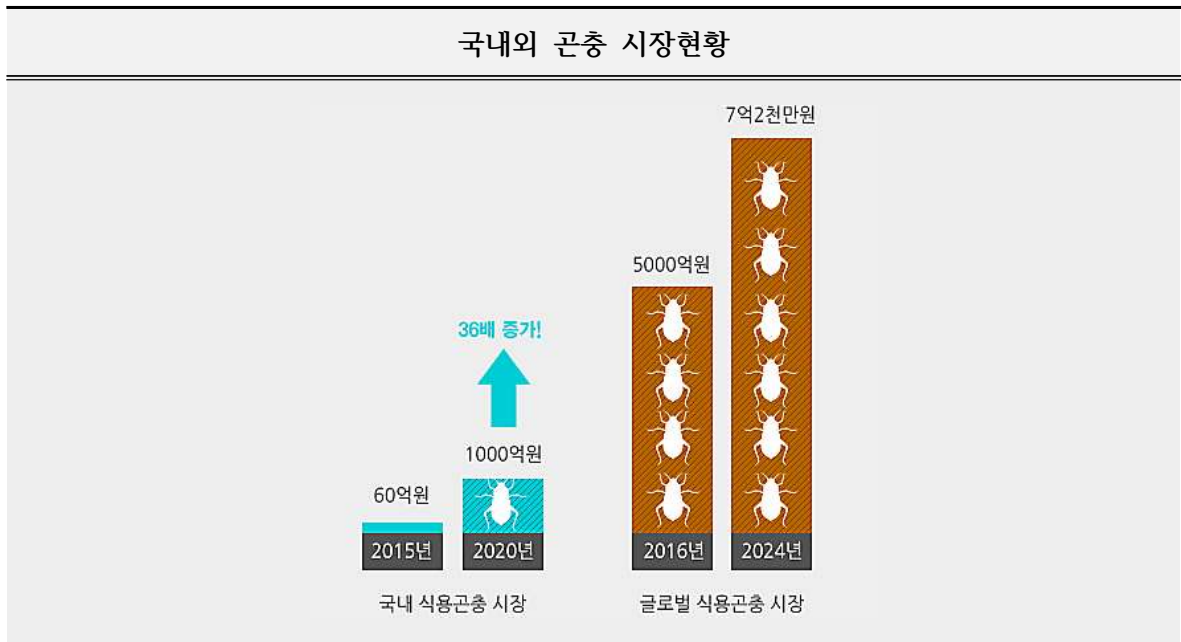 국내외 곤충 시장현황
7억2천만원
5000억원
36배 증가!
1000억원
60억원
2015년
2020년
2016년
2024년
국내 식용곤충 시장
글로벌 식용곤충 시장